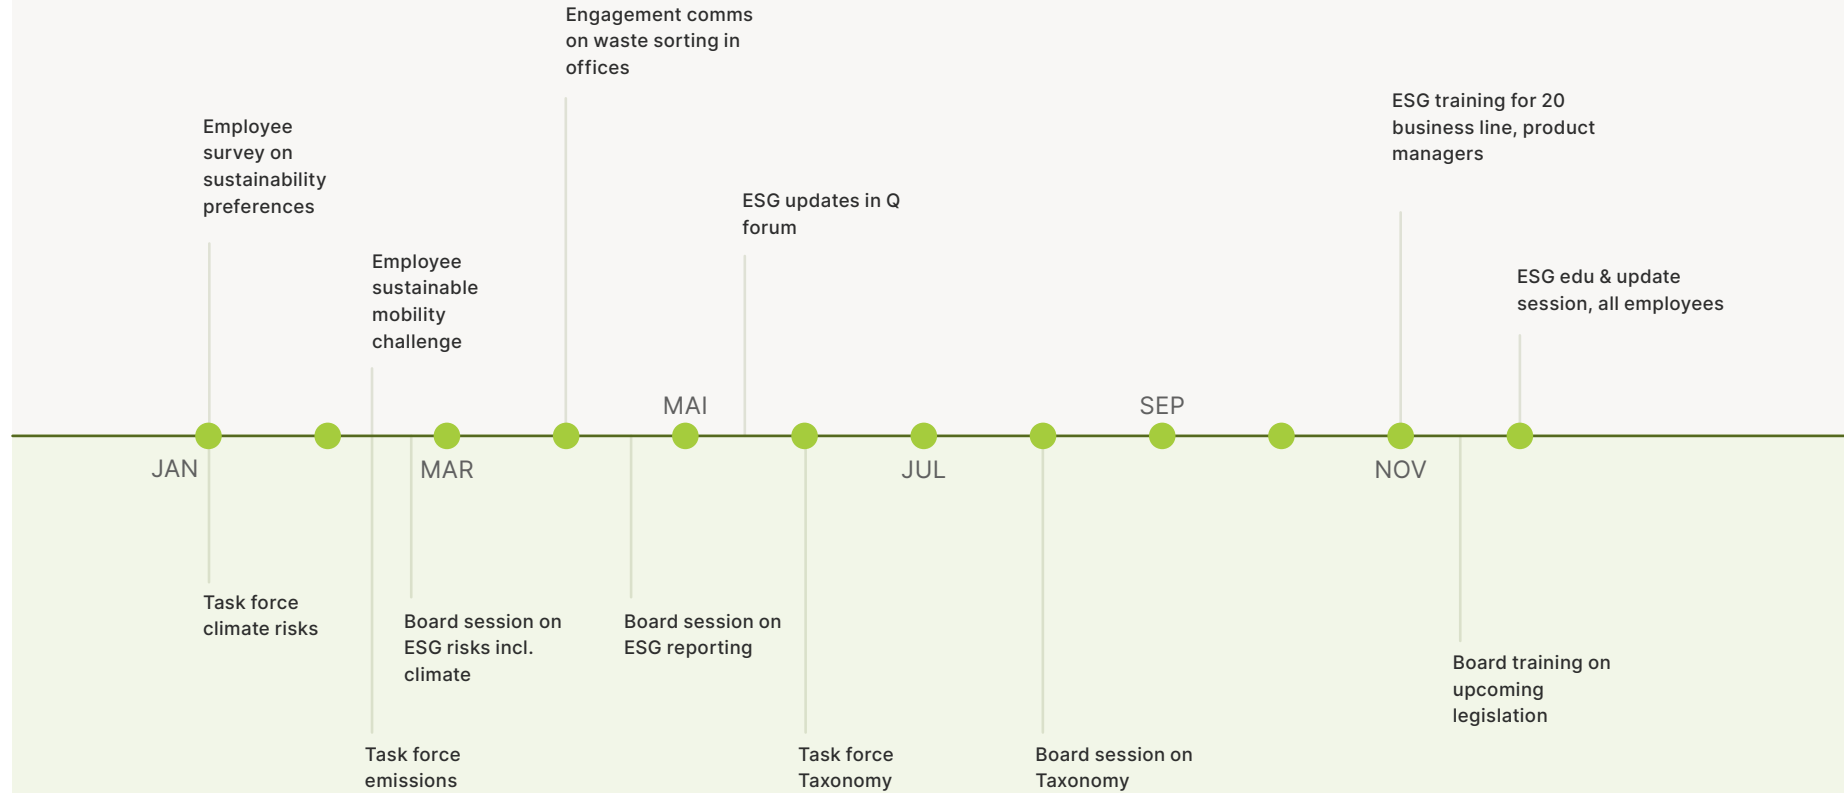 Engagement comms
on waste sorting in
offices
Employee
survey on
sustainability
preferences
Employee
sustainable
mobility
challenge
ESG updates in Q
forum
ESG training for 20
business line, product
managers
ESG edu & update
session, all employees
JAN
MAR
MAI
JUL
SEP
NOV
Task force
climate risks
Task force
emissions
Board session on
ESG risks incl.
climate
Board session on
ESG reporting
Task force
Taxonomy
Board session on
Taxonomy
Board training on
upcoming
legislation